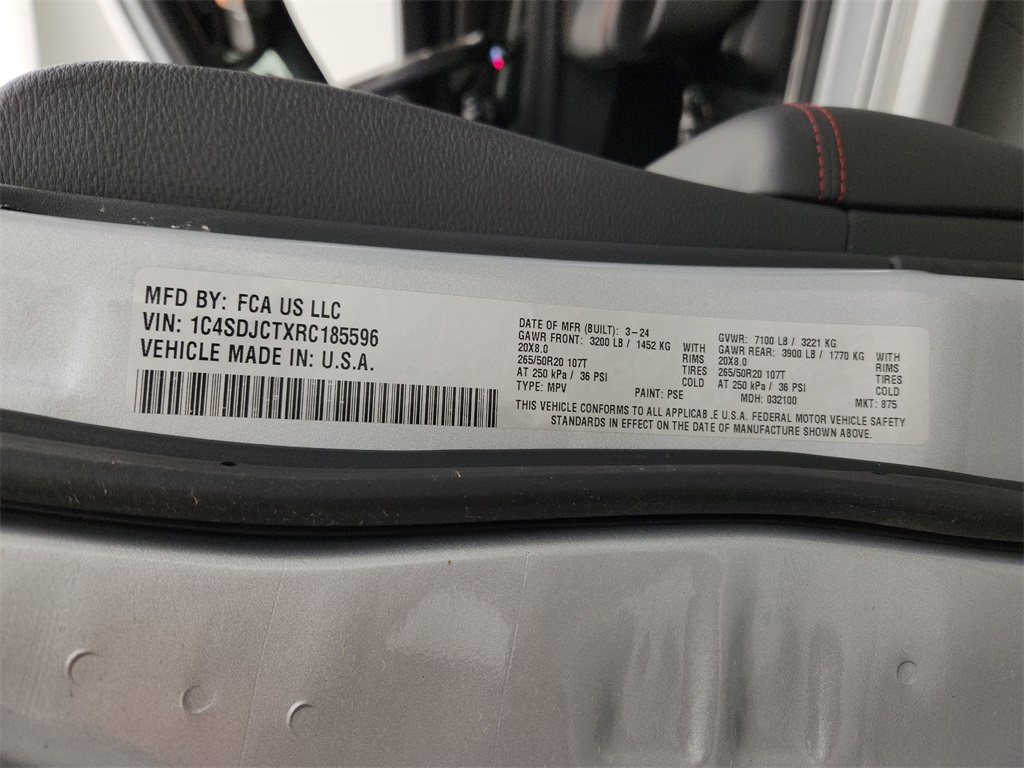 MFD BY: FCA US LLC
VIN: 1C4SDJCTXRC185596
VEHICLE MADE IN: U.S.A.
DATE OF MFR (BUILT): 3-24
GAWR FRONT: 3200 LB / 1452 KG WITH
20X8.0 RIMS
265/50R20 107T TIRES
AT 250 kPa / 36 PSI COLD
TYPE: MPV PAINT: PSE
GVWR: 7100 LB / 3221 KG
GAWR REAR: 3900 LB / 1770 KG WITH
20X8.0 RIMS
265/50R20 107T TIRES
AT 250 kPa / 36 PSI COLD
MDH: 032100 MKT: 875
THIS VEHICLE CONFORMS TO ALL APPLICAB.E U.S.A. FEDERAL MOTOR VEHICLE SAFETY
STANDARDS IN EFFECT ON THE DATE OF MANUFACTURE SHOWN ABOVE.